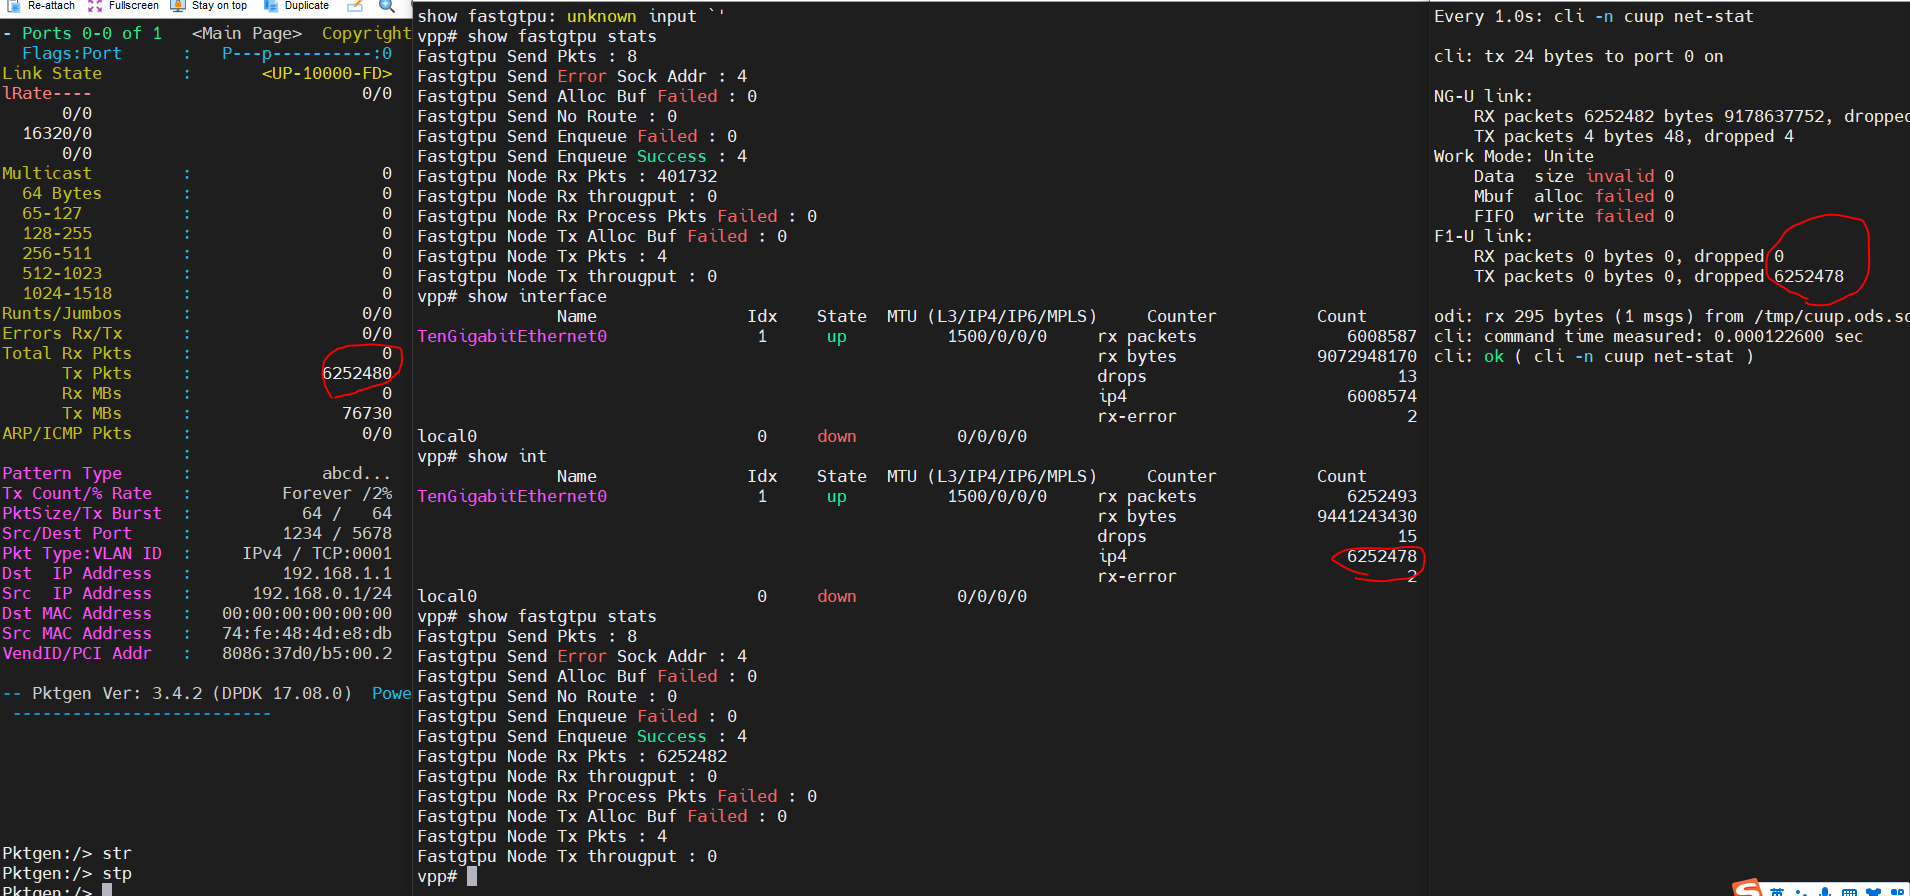 Re-attach Fullscreen Stay on top Duplicate
- Ports 0-0 of 1 <Main Page> Copyright
Flags:Port : P---p----------:0
Link State : <UP-10000-FD>
lRate---- 0/0
0/0
16320/0
0/0
Multicast : 0
64 Bytes : 0
65-127 : 0
128-255 : 0
256-511 : 0
512-1023 : 0
1024-1518 : 0
Runts/Jumbos : 0/0
Errors Rx/Tx : 0/0
Total Rx Pkts : 0
Tx Pkts : 6252480
Rx MBs : 0
Tx MBs : 76730
ARP/ICMP Pkts : 0/0
:
Pattern Type : abcd...
Tx Count/% Rate : Forever /2%
PktSize/Tx Burst : 64 / 64
Src/Dest Port : 1234 / 5678
Pkt Type:VLAN ID : IPv4 / TCP:0001
Dst IP Address : 192.168.1.1
Src IP Address : 192.168.0.1/24
Dst MAC Address : 00:00:00:00:00:00
Src MAC Address : 74:fe:48:4d:e8:db
VendID/PCI Addr : 8086:37d0/b5:00.2
-- Pktgen Ver: 3.4.2 (DPDK 17.08.0) Powe
--------------------------
Pktgen:/> str
Pktgen:/> stp
Pktgen:/>
show fastgtpu: unknown input `'
vpp# show fastgtpu stats
Fastgtpu Send Pkts : 8
Fastgtpu Send Error Sock Addr : 4
Fastgtpu Send Alloc Buf Failed : 0
Fastgtpu Send No Route : 0
Fastgtpu Send Enqueue Failed : 0
Fastgtpu Send Enqueue Success : 4
Fastgtpu Node Rx Pkts : 401732
Fastgtpu Node Rx througput : 0
Fastgtpu Node Rx Process Pkts Failed : 0
Fastgtpu Node Tx Alloc Buf Failed : 0
Fastgtpu Node Tx Pkts : 4
Fastgtpu Node Tx througput : 0
vpp# show interface
Name Idx State MTU (L3/IP4/IP6/MPLS) Counter Count
TenGigabitEthernet0 1 up 1500/0/0/0 rx packets 6008587
rx bytes 9072948170
drops 13
ip4 6008574
rx-error 2
local0 0 down 0/0/0/0
vpp# show int
Name Idx State MTU (L3/IP4/IP6/MPLS) Counter Count
TenGigabitEthernet0 1 up 1500/0/0/0 rx packets 6252493
rx bytes 9441243430
drops 15
ip4 6252478
rx-error 2
local0 0 down 0/0/0/0
vpp# show fastgtpu stats
Fastgtpu Send Pkts : 8
Fastgtpu Send Error Sock Addr : 4
Fastgtpu Send Alloc Buf Failed : 0
Fastgtpu Send No Route : 0
Fastgtpu Send Enqueue Failed : 0
Fastgtpu Send Enqueue Success : 4
Fastgtpu Node Rx Pkts : 6252482
Fastgtpu Node Rx througput : 0
Fastgtpu Node Rx Process Pkts Failed : 0
Fastgtpu Node Tx Alloc Buf Failed : 0
Fastgtpu Node Tx Pkts : 4
Fastgtpu Node Tx througput : 0
vpp#
Every 1.0s: cli -n cuup net-stat
cli: tx 24 bytes to port 0 on
NG-U link:
RX packets 6252482 bytes 9178637752, dropped
TX packets 4 bytes 48, dropped 4
Work Mode: Unite
Data size invalid 0
Mbuf alloc failed 0
FIFO write failed 0
F1-U link:
RX packets 0 bytes 0, dropped 0
TX packets 0 bytes 0, dropped 6252478
odi: rx 295 bytes (1 msgs) from /tmp/cuup.ods.so
cli: command time measured: 0.000122600 sec
cli: ok ( cli -n cuup net-stat )
英